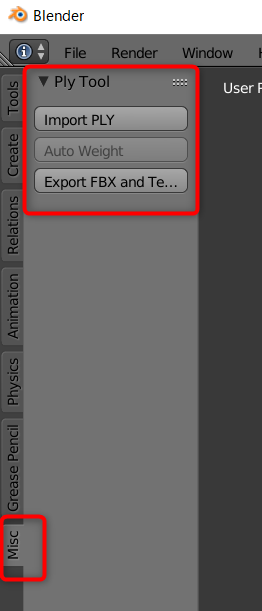 Blender
File Render Window
Ply Tool
User
Import PLY
Auto Weight
Export FBX and Te...
Tools
Create
Relations
Animation
Physics
Grease Pencil
Misc